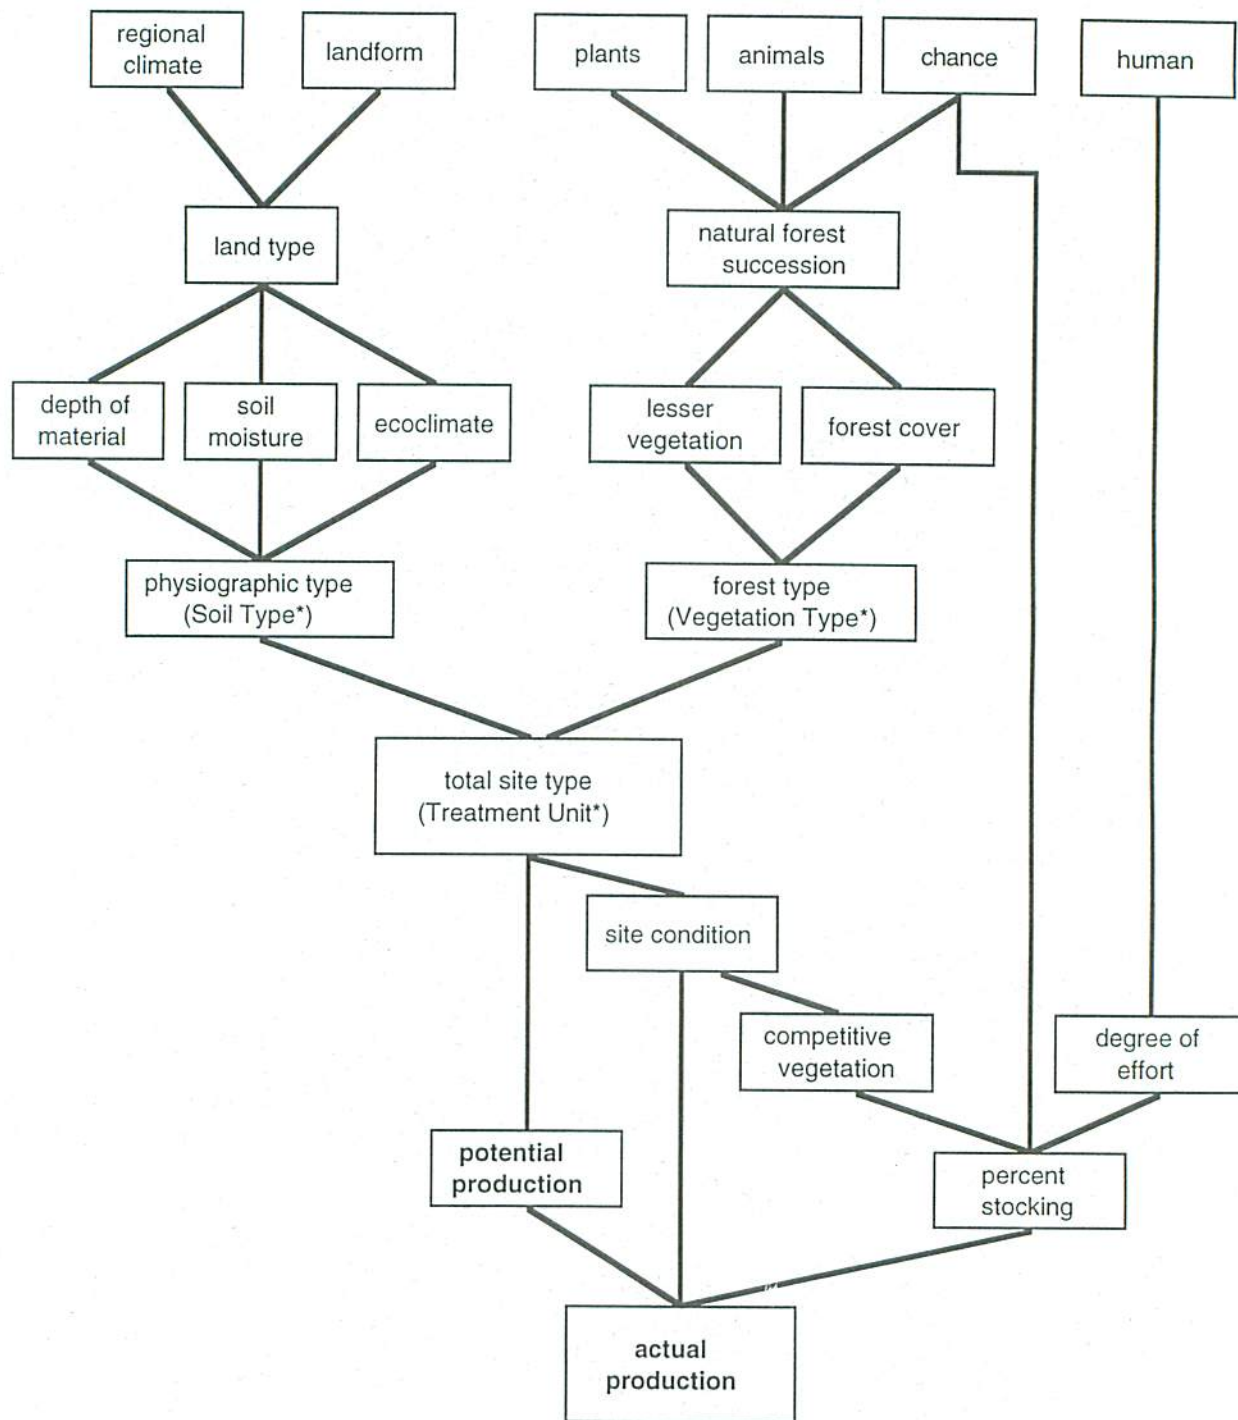 regional
climate
landform
plants
animals
chance
human
land type
natural forest
succession
depth of
material
soil
moisture
ecoclimate
lesser
vegetation
forest cover
physiographic type
(Soil Type*)
forest type
(Vegetation Type*)
total site type
(Treatment Unit*)
site condition
competitive
vegetation
degree of
effort
potential
production
percent
stocking
actual
production